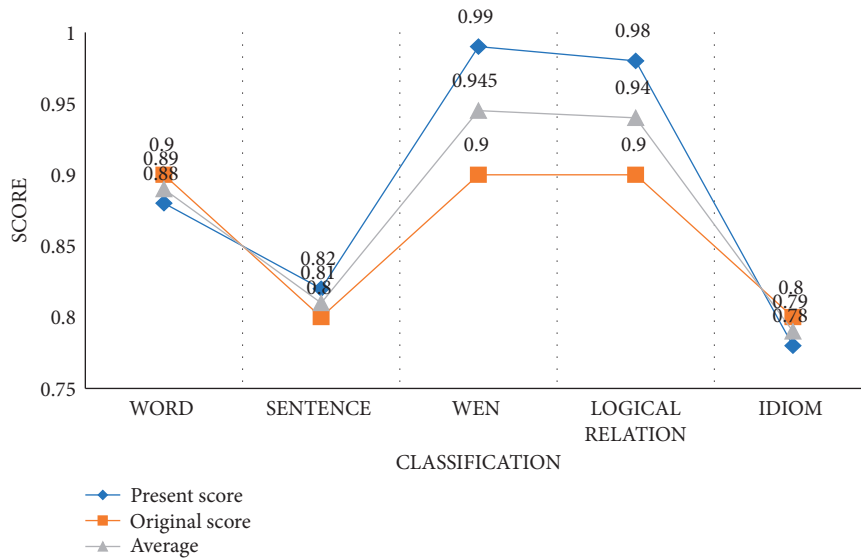 1
0.95
0.9
0.85
0.8
0.75
SCORE
0.9
0.89
0.88
0.82
0.81
0.8
0.99
0.945
0.9
0.98
0.94
0.9
0.8
0.79
0.78
WORD
SENTENCE
WEN
LOGICAL
RELATION
IDIOM
CLASSIFICATION
Present score
Original score
Average